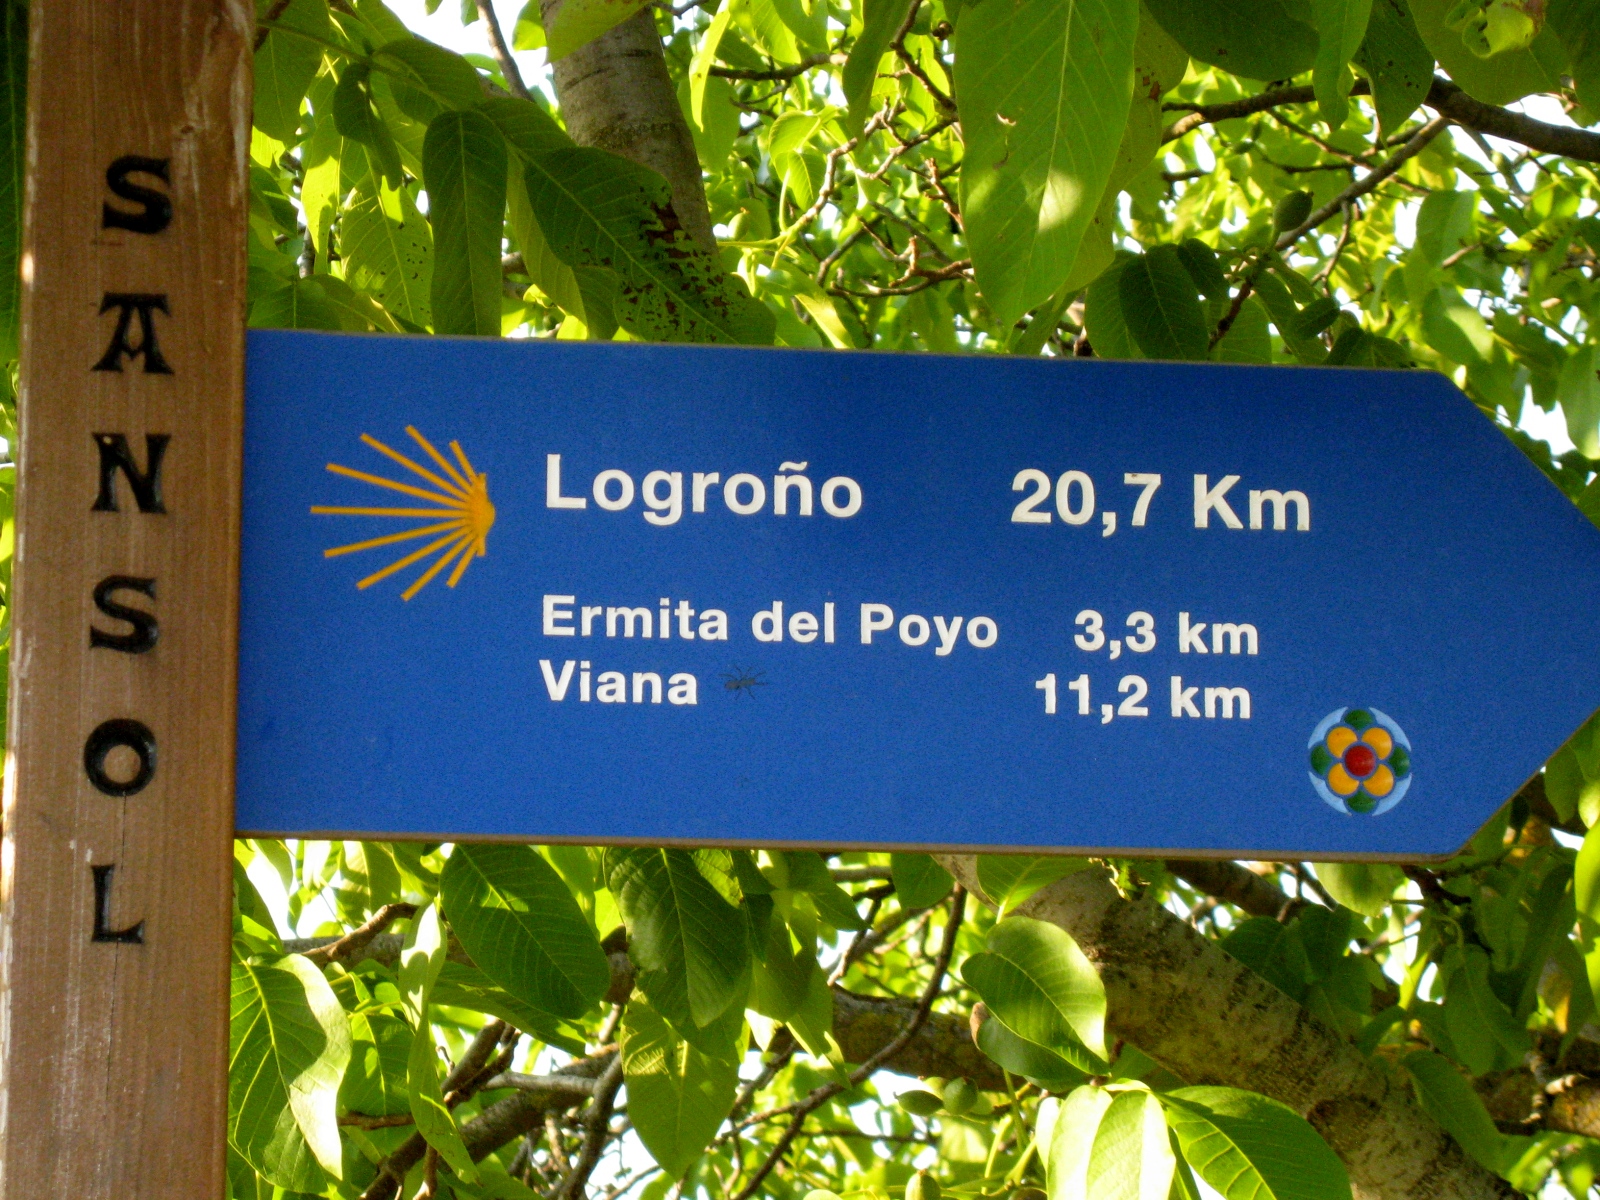 SANSOL
Logroño 20,7 Km
Ermita del Poyo 3,3 km
Viana 11,2 km